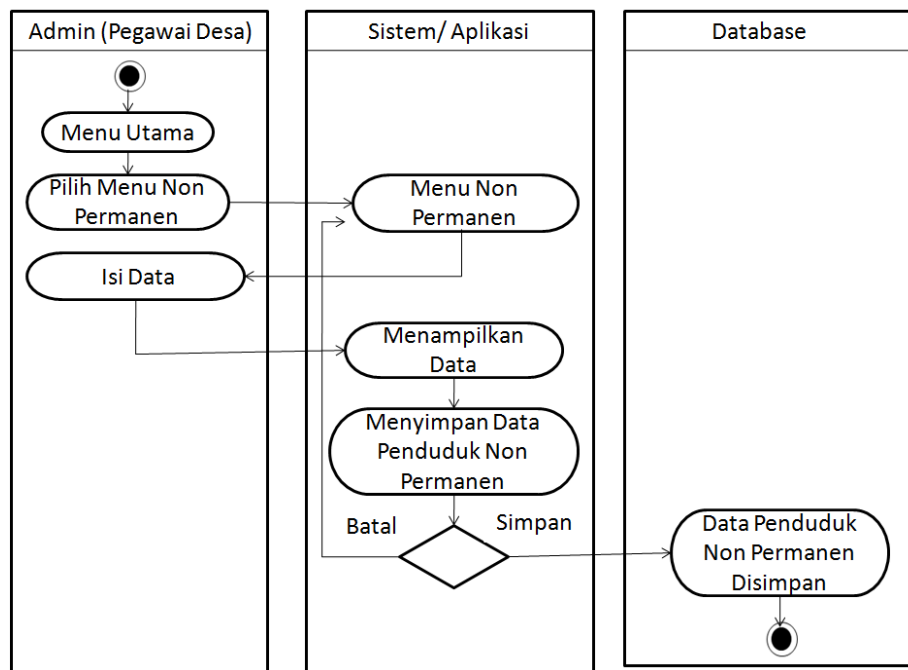 Admin (Pegawai Desa)
Sistem/ Aplikasi
Database
Menu Utama
Pilih Menu Non
Permanen
Menu Non
Permanen
Isi Data
Menampilkan
Data
Menyimpan Data
Penduduk Non
Permanen
Batal
Simpan
Data Penduduk
Non Permanen
Disimpan